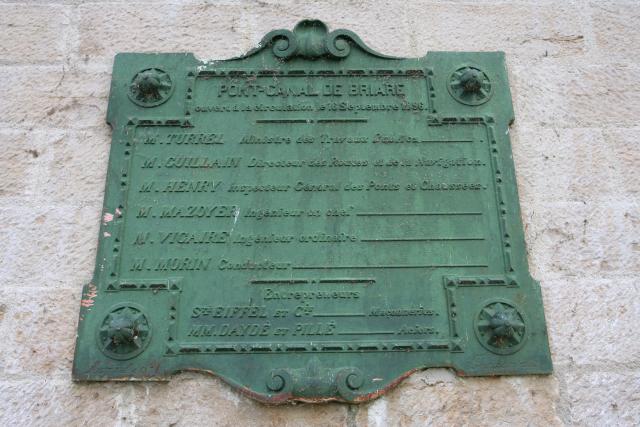 PONT-CANAL DE BRIARE
ouvert à la circulation le 16 Septembre 1896.
M. TURREL Ministre des Travaux Publics
M. GUILLAIN Directeur des Routes et de la Navigation.
M. HENRY Inspecteur Général des Ponts et Chaussées.
M. MAZOYER Ingénieur en chef
M. VIGAIRE Ingénieur ordinaire
M. MORIN Conducteur
Entrepreneurs
Sté EIFFEL ET Cie Maçonneries.
MM. DAYDÉ ET PILLÉ Aciers.